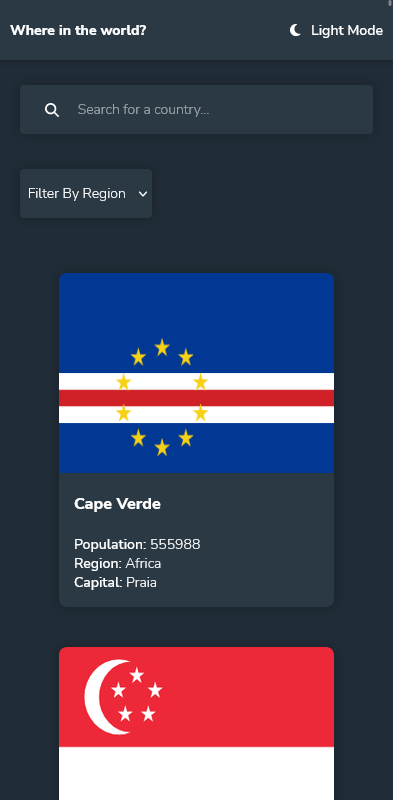 Where in the world?
Light Mode
Search for a country...
Filter By Region
Cape Verde
Population: 555988
Region: Africa
Capital: Praia